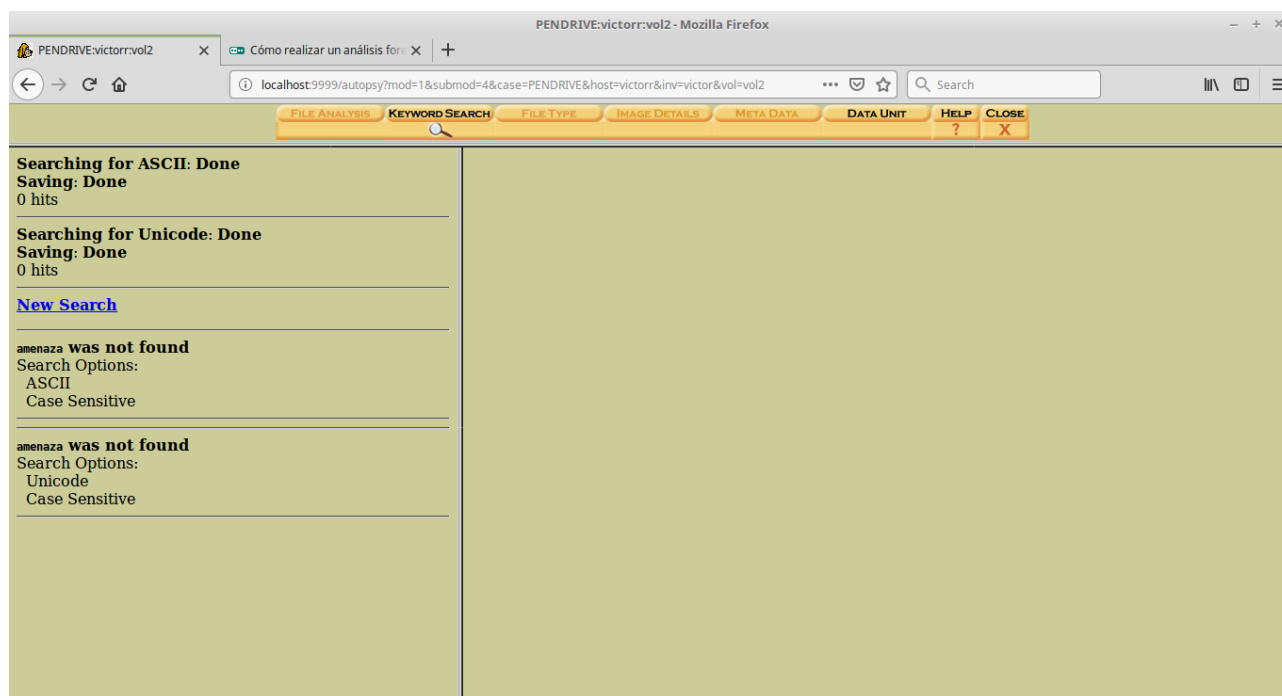 PENDRIVE:victorr:vol2 - Mozilla Firefox
PENDRIVE:victorr:vol2
Cómo realizar un análisis fore
localhost:9999/autopsy?mod=1&submod=4&case=PENDRIVE&host=victorr&inv=victor&vol=vol2
Search
FILE ANALYSIS KEYWORD SEARCH FILE TYPE IMAGE DETAILS META DATA DATA UNIT HELP CLOSE
? X
Searching for ASCII: Done
Saving: Done
0 hits
Searching for Unicode: Done
Saving: Done
0 hits
New Search
amenaza was not found
Search Options:
ASCII
Case Sensitive
amenaza was not found
Search Options:
Unicode
Case Sensitive